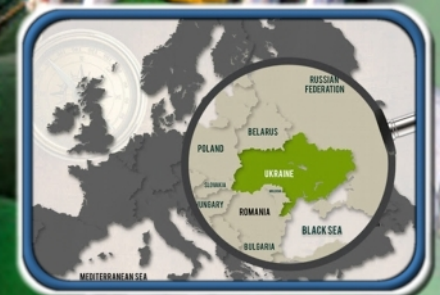 RUSSIAN
FEDERATION
BELARUS
POLAND
UKRAINE
SLOVAKIA
UNGARY
ROMANIA
BLACK SEA
BULGARIA
MEDITERRANEAN SEA